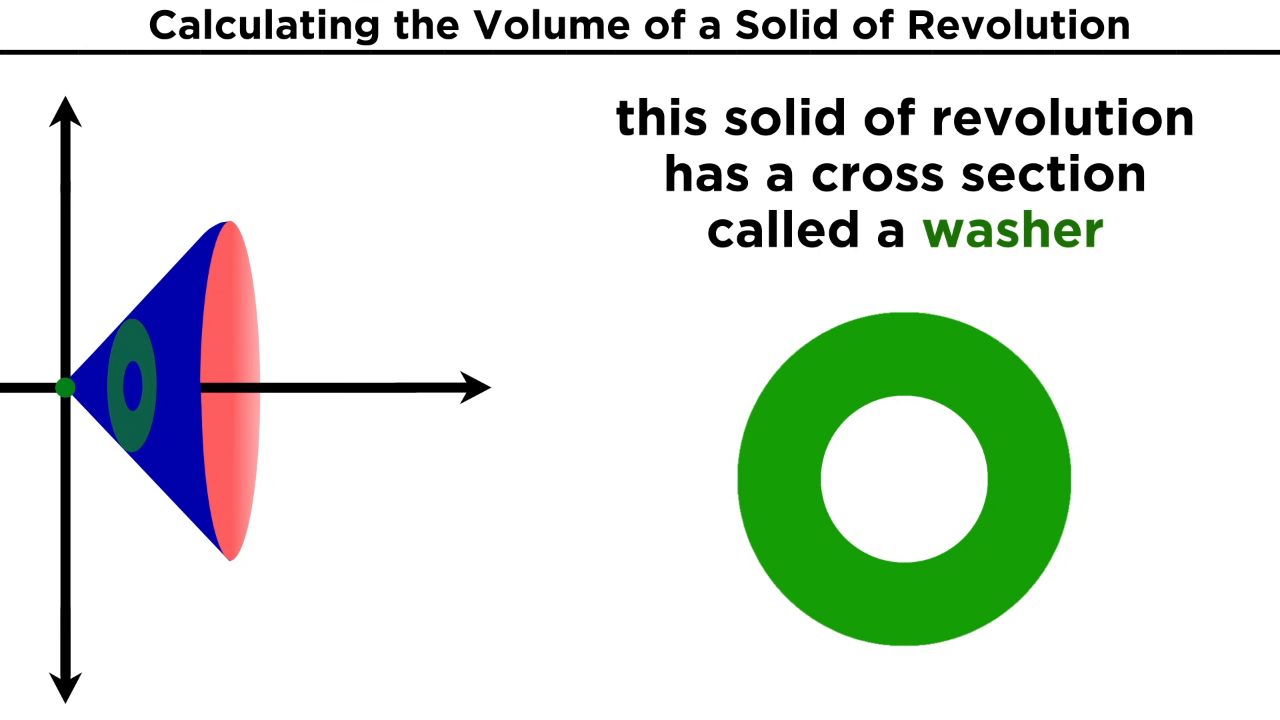 Calculating the Volume of a Solid of Revolution
this solid of revolution
has a cross section
called a washer